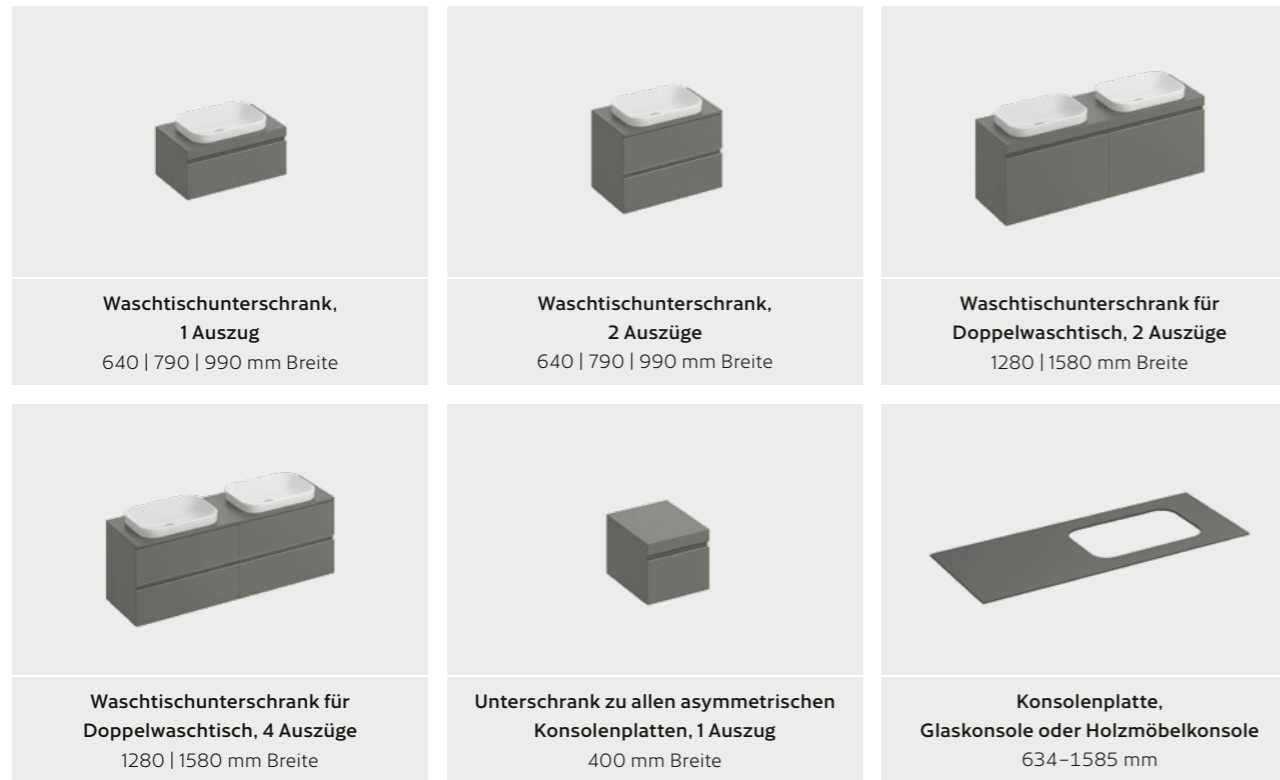 Waschtischunterschrank,
1 Auszug
640 | 790 | 990 mm Breite
Waschtischunterschrank,
2 Auszüge
640 | 790 | 990 mm Breite
Waschtischunterschrank für
Doppelwaschtisch, 2 Auszüge
1280 | 1580 mm Breite
Waschtischunterschrank für
Doppelwaschtisch, 4 Auszüge
1280 | 1580 mm Breite
Unterschrank zu allen asymmetrischen
Konsolenplatten, 1 Auszug
400 mm Breite
Konsolenplatte,
Glaskonsole oder Holzmöbelkonsole
634–1585 mm